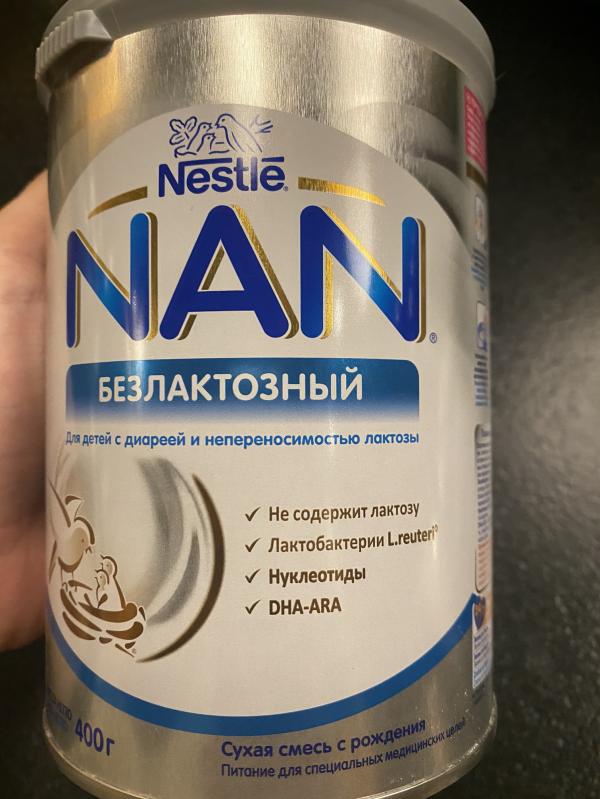 Nestlé®
NAN®
БЕЗЛАКТОЗНЫЙ
Для детей с диареей и непереносимостью лактозы
✓ Не содержит лактозу
✓ Лактобактерии L.reuteri
✓ Нуклеотиды
✓ DHA-ARA
400г
Сухая смесь с рождения
Питание для специальных медицинских целей